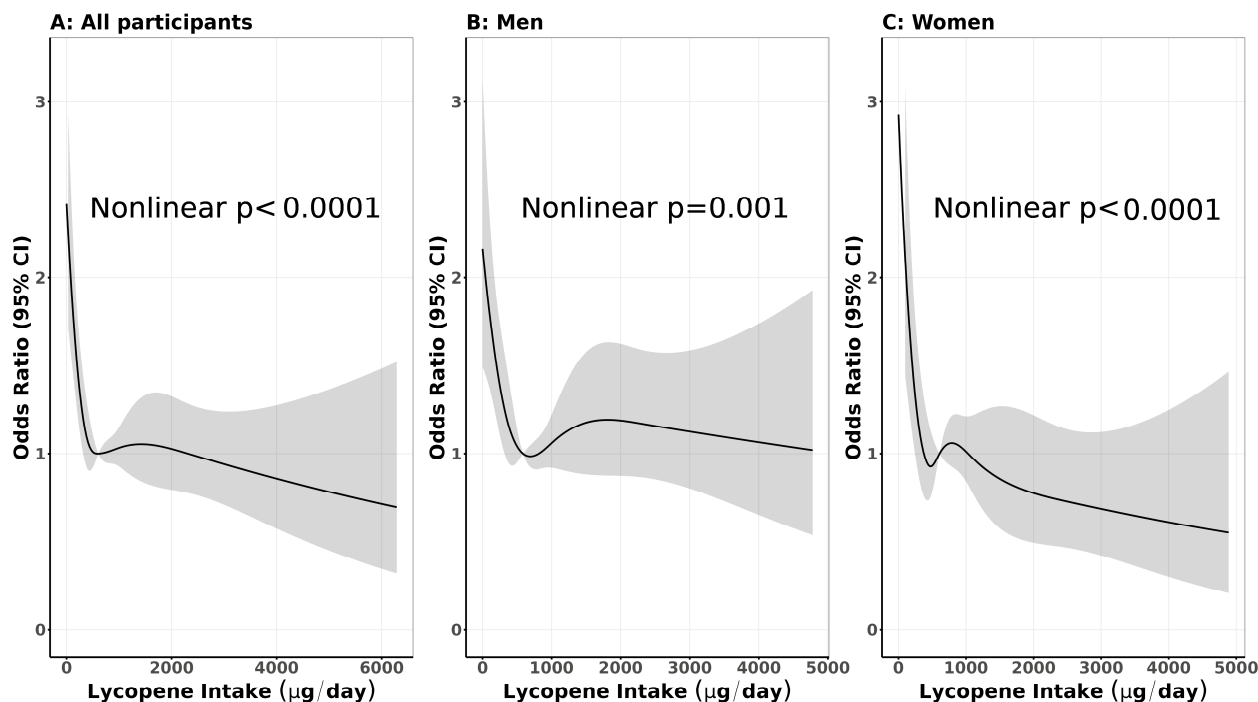 A: All participants
Odds Ratio (95% CI)
3
2
1
0
Nonlinear p< 0.0001
0 2000 4000 6000
Lycopene Intake (μg/day)
B: Men
Odds Ratio (95% CI)
3
2
1
0
Nonlinear p=0.001
0 1000 2000 3000 4000 5000
Lycopene Intake (μg/day)
C: Women
Odds Ratio (95% CI)
3
2
1
0
Nonlinear p<0.0001
0 1000 2000 3000 4000 5000
Lycopene Intake (μg/day)